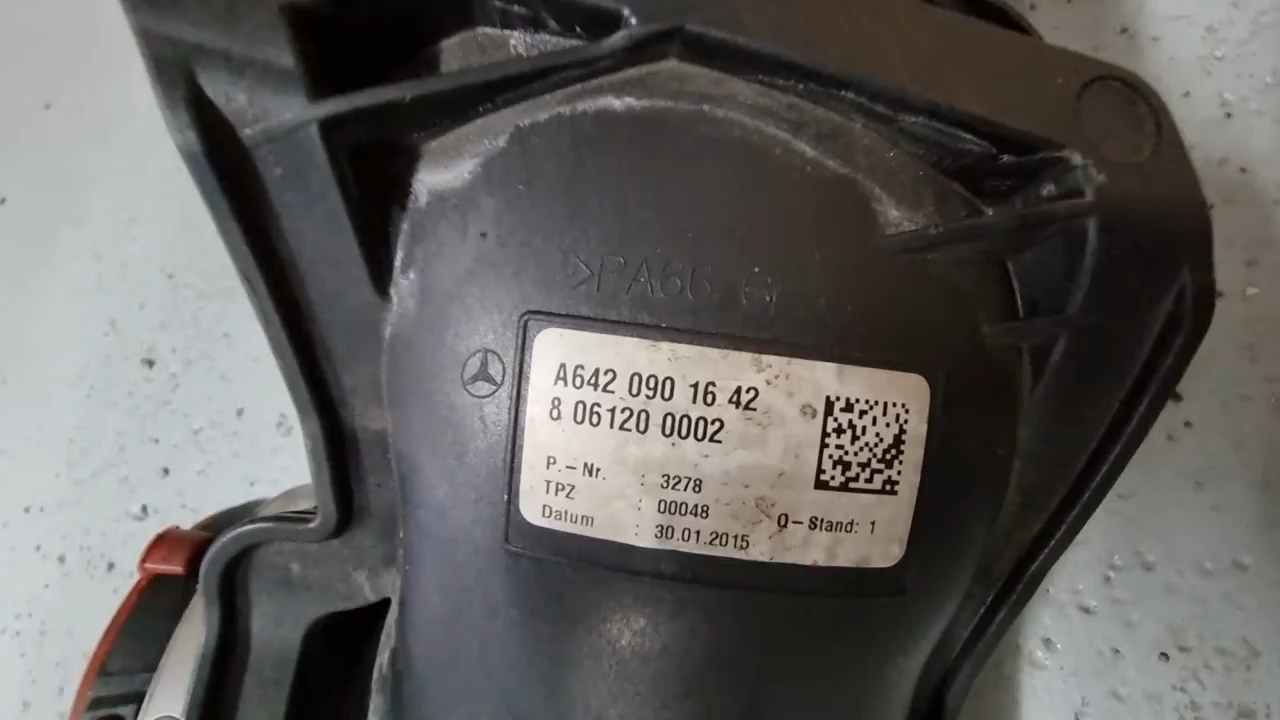 >PA66
A642 090 16 42
8 06120 0002
P.-Nr. : 3278
TPZ : 00048 Q-Stand: 1
Datum : 30.01.2015